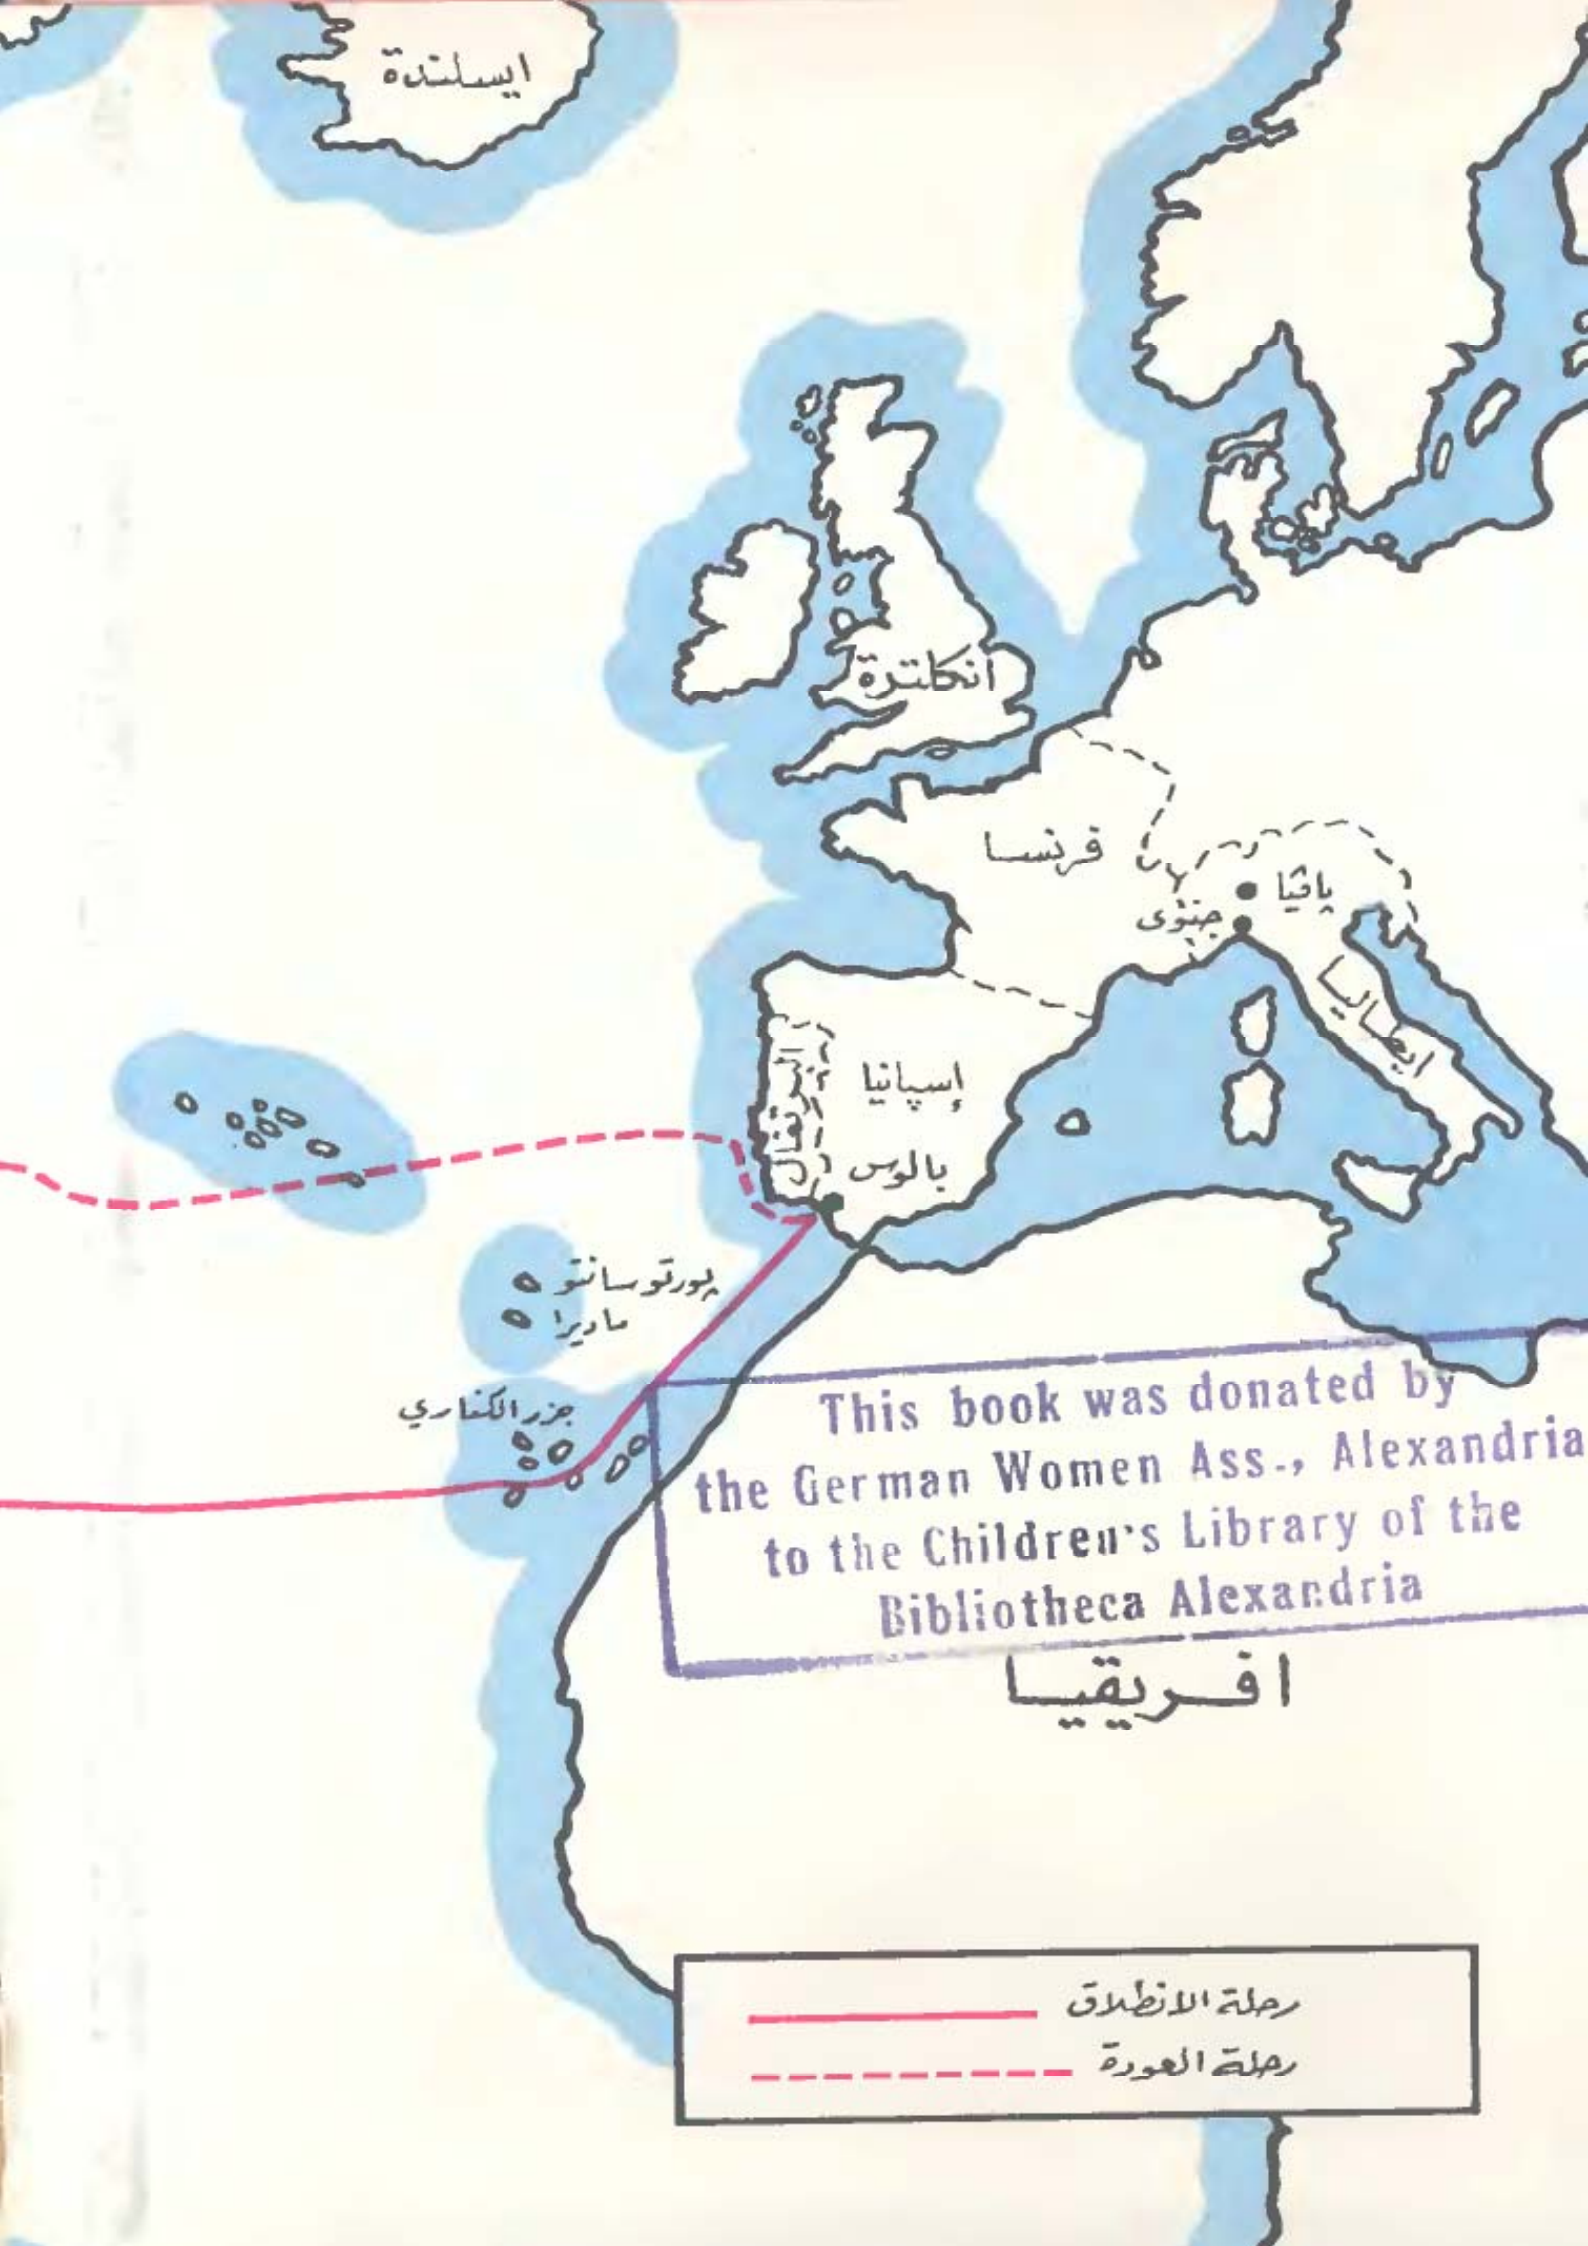 ايسلندة
انكلترة
فرنسا
پاڤيا
جنوى
ايطاليا
البرتغال
إسپانيا
بالوس
پورتو سانتو
ماديرا
جزر الكناري
This book was donated by
the German Women Ass., Alexandria
to the Children's Library of the
Bibliotheca Alexandria
افريقيا
رحلة الانطلاق
رحلة العودة